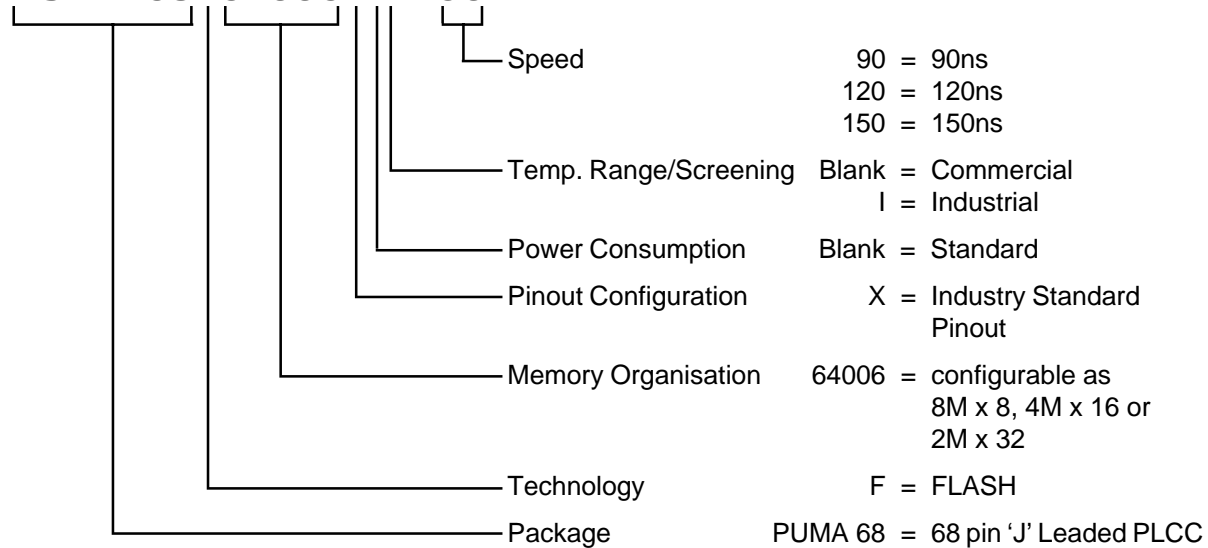 Speed 90 = 90ns
120 = 120ns
150 = 150ns
Temp. Range/Screening Blank = Commercial
I = Industrial
Power Consumption Blank = Standard
Pinout Configuration X = Industry Standard
Pinout
Memory Organisation 64006 = configurable as
8M x 8, 4M x 16 or
2M x 32
Technology F = FLASH
Package PUMA 68 = 68 pin ‘J’ Leaded PLCC